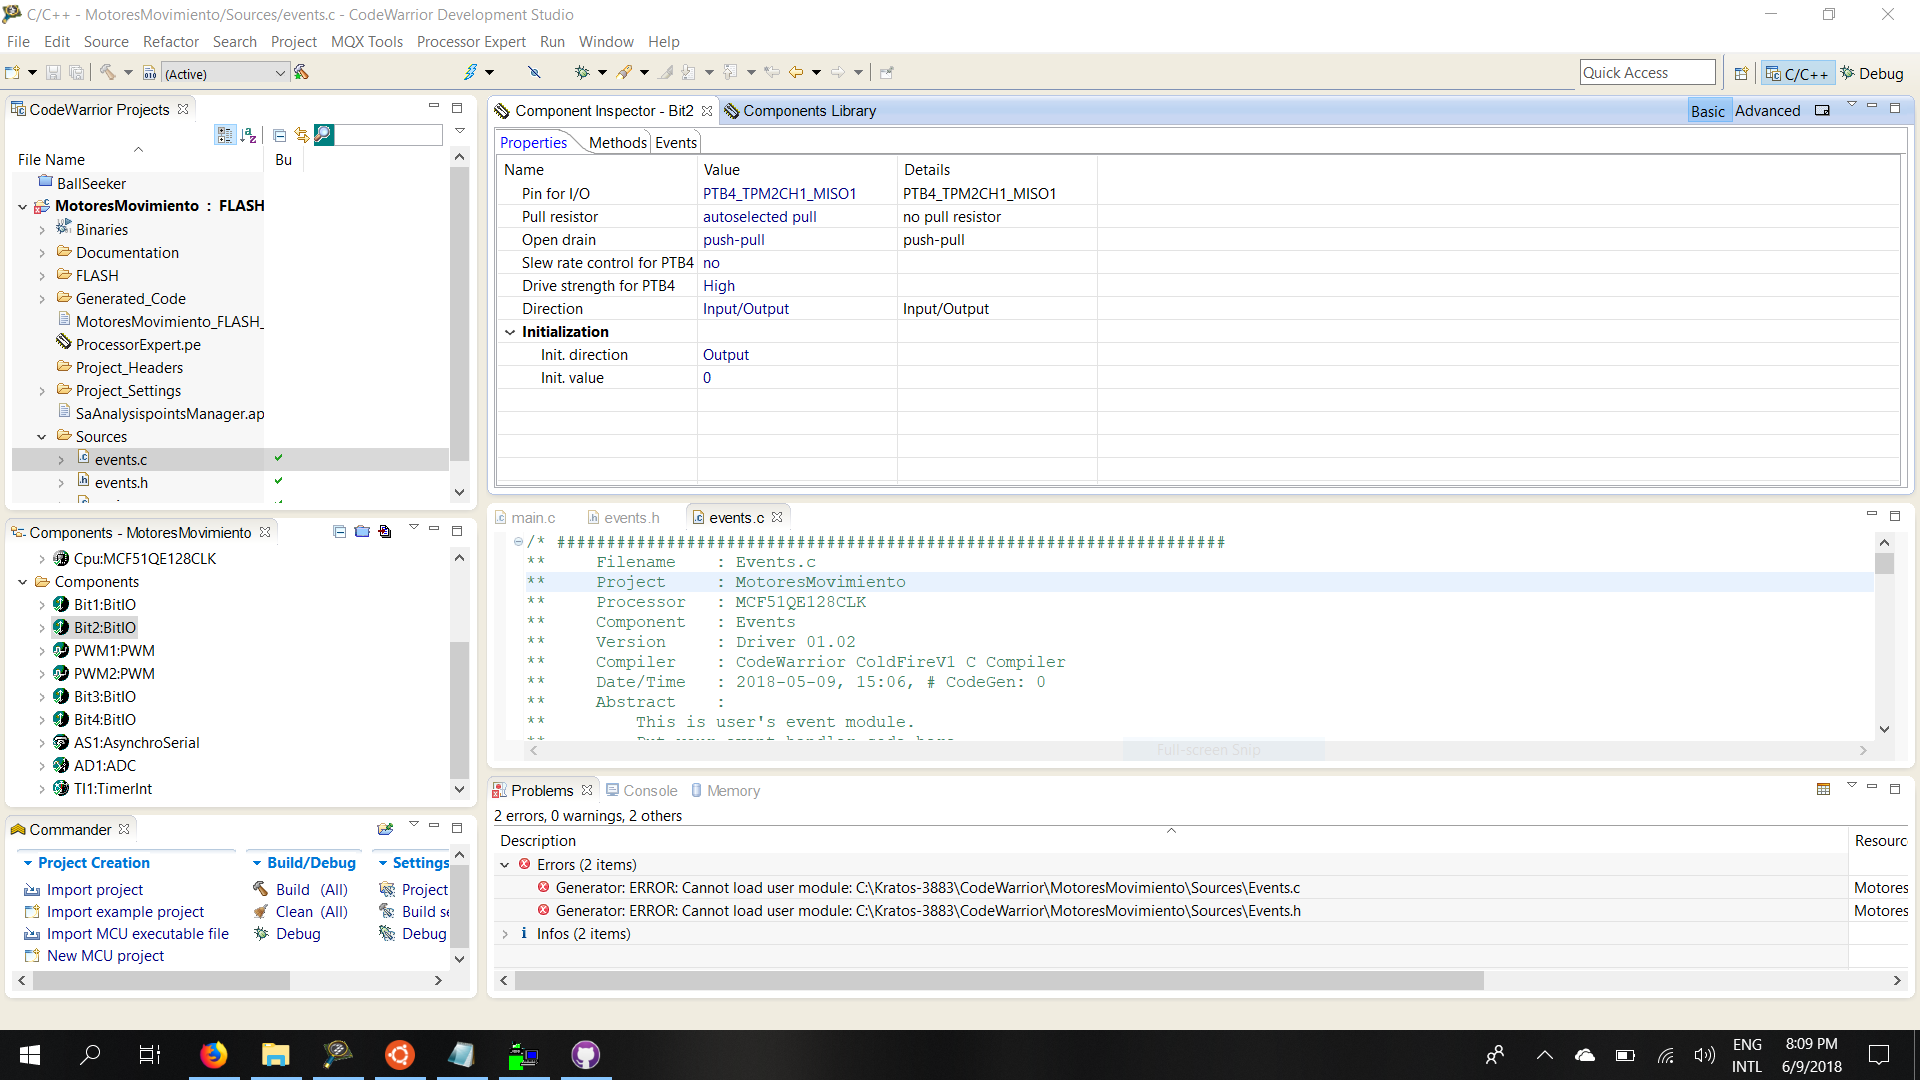 C/C++ - MotoresMovimiento/Sources/events.c - CodeWarrior Development Studio
File Edit Source Refactor Search Project MQX Tools Processor Expert Run Window Help
(Active)
Quick Access
C/C++
Debug
CodeWarrior Projects
File Name Bu
BallSeeker
MotoresMovimiento : FLASH
Binaries
Documentation
FLASH
Generated_Code
MotoresMovimiento_FLASH_
ProcessorExpert.pe
Project_Headers
Project_Settings
SaAnalysispointsManager.ap
Sources
events.c
events.h
Component Inspector - Bit2
Components Library
Basic Advanced
Properties Methods Events
Name Value Details
Pin for I/O PTB4_TPM2CH1_MISO1 PTB4_TPM2CH1_MISO1
Pull resistor autoselected pull no pull resistor
Open drain push-pull push-pull
Slew rate control for PTB4 no
Drive strength for PTB4 High
Direction Input/Output Input/Output
Initialization
Init. direction Output
Init. value 0
Components - MotoresMovimiento
Cpu:MCF51QE128CLK
Components
Bit1:BitIO
Bit2:BitIO
PWM1:PWM
PWM2:PWM
Bit3:BitIO
Bit4:BitIO
AS1:AsynchroSerial
AD1:ADC
TI1:TimerInt
main.c events.h events.c
/* ###################################################################
** Filename : Events.c
** Project : MotoresMovimiento
** Processor : MCF51QE128CLK
** Component : Events
** Version : Driver 01.02
** Compiler : CodeWarrior ColdFireV1 C Compiler
** Date/Time : 2018-05-09, 15:06, # CodeGen: 0
** Abstract :
** This is user's event module.
** Put your event handler code here.
Full-screen Snip
Commander
Project Creation
Import project
Import example project
Import MCU executable file
New MCU project
Build/Debug
Build (All)
Clean (All)
Debug
Settings
Project
Build se
Debug
Problems Console Memory
2 errors, 0 warnings, 2 others
Description Resourc
Errors (2 items)
Generator: ERROR: Cannot load user module: C:\Kratos-3883\CodeWarrior\MotoresMovimiento\Sources\Events.c Motores
Generator: ERROR: Cannot load user module: C:\Kratos-3883\CodeWarrior\MotoresMovimiento\Sources\Events.h Motores
Infos (2 items)
ENG
INTL
8:09 PM
6/9/2018